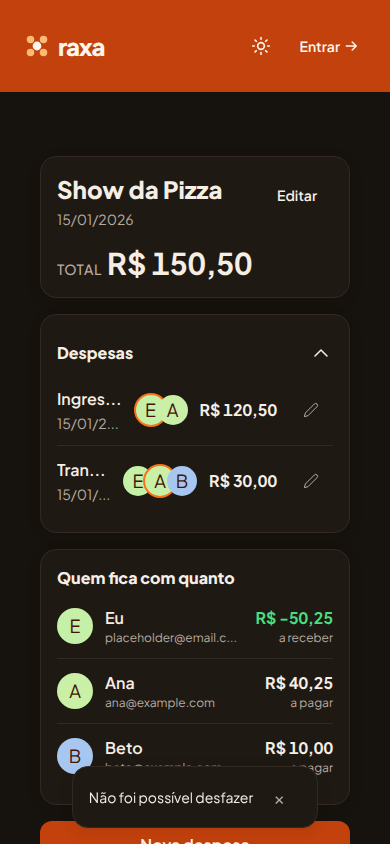 raxa
Entrar →
Show da Pizza
Editar
15/01/2026
TOTAL R$ 150,50
Despesas
Ingres... E A R$ 120,50
15/01/2...
Tran... E A B R$ 30,00
15/01/...
Quem fica com quanto
E Eu R$ -50,25
placeholder@email.c... a receber
A Ana R$ 40,25
ana@example.com a pagar
B Beto R$ 10,00
a pagar
Não foi possível desfazer ×
Nova despesa